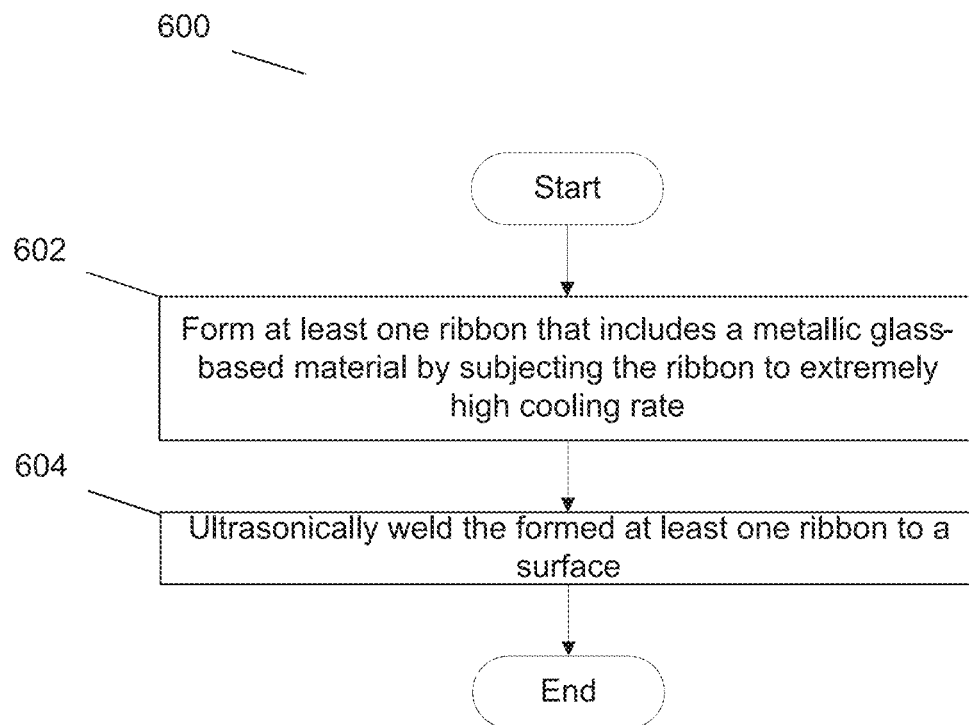 600
Start
602
Form at least one ribbon that includes a metallic glass-
based material by subjecting the ribbon to extremely
high cooling rate
604
Ultrasonically weld the formed at least one ribbon to a
surface
End